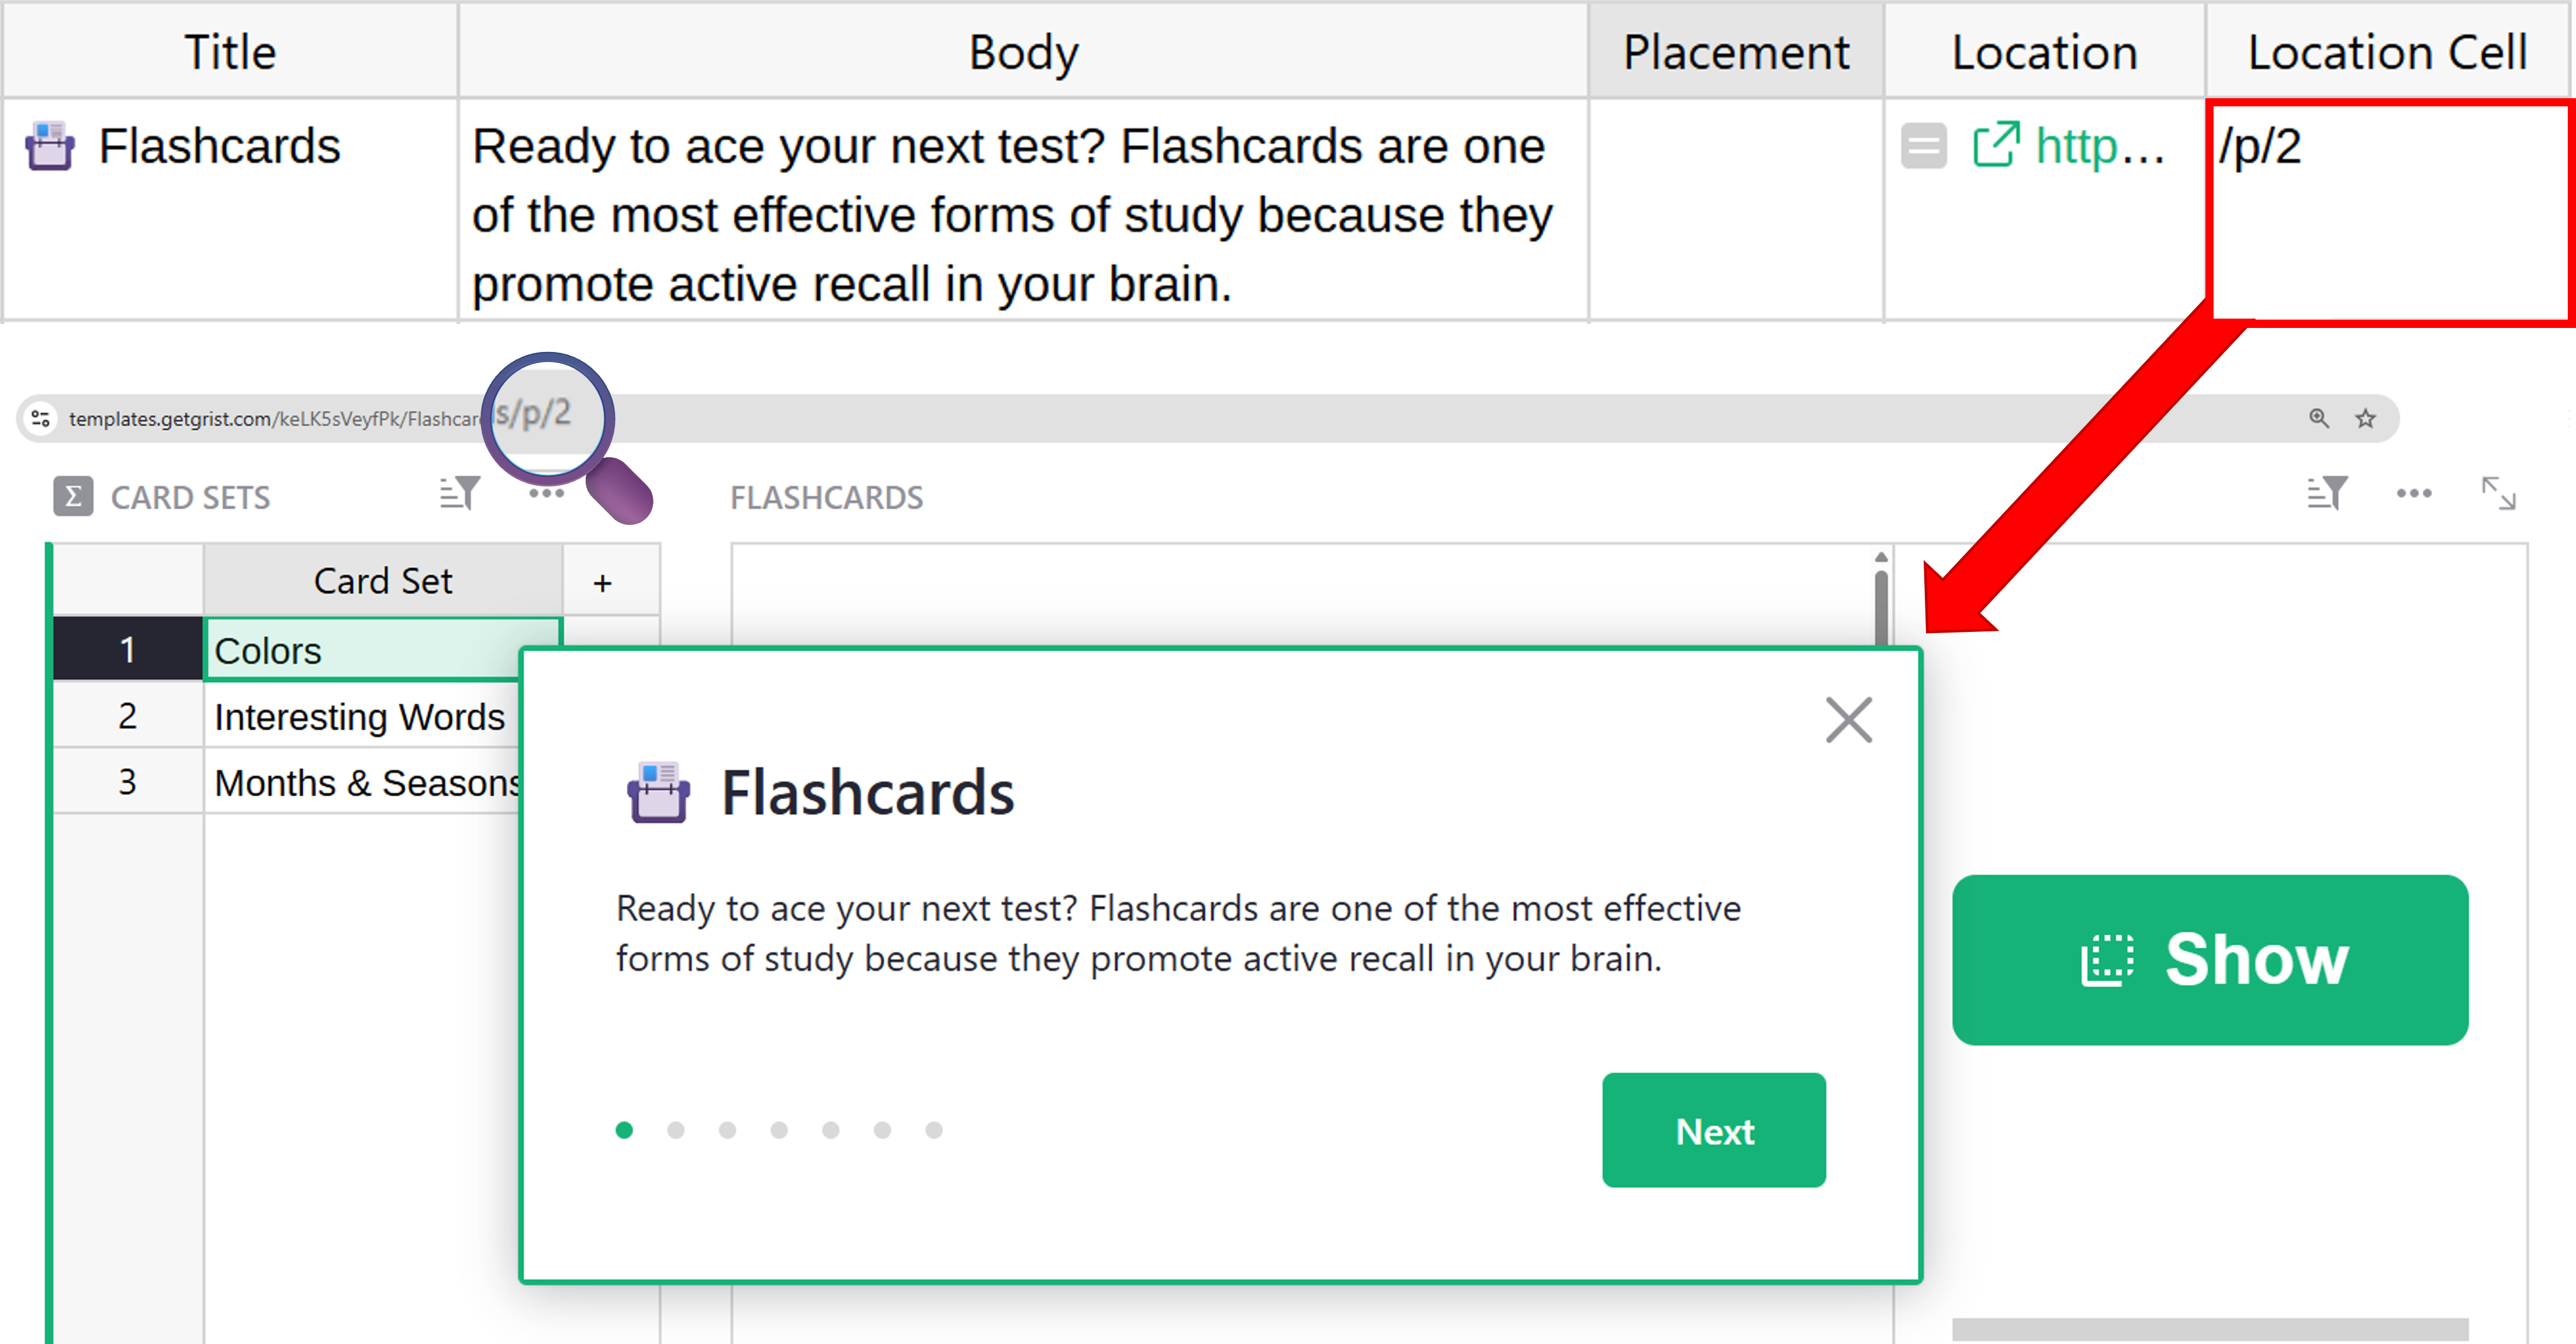 Title
Body
Placement
Location
Location Cell
Flashcards
Ready to ace your next test? Flashcards are one
of the most effective forms of study because they
promote active recall in your brain.
http...
/p/2
templates.getgrist.com/keLK5sVeyfPk/Flashcar
s/p/2
Σ CARD SETS
FLASHCARDS
Card Set
+
1 Colors
2 Interesting Words
3 Months & Seasons
Flashcards
Ready to ace your next test? Flashcards are one of the most effective
forms of study because they promote active recall in your brain.
Next
Show